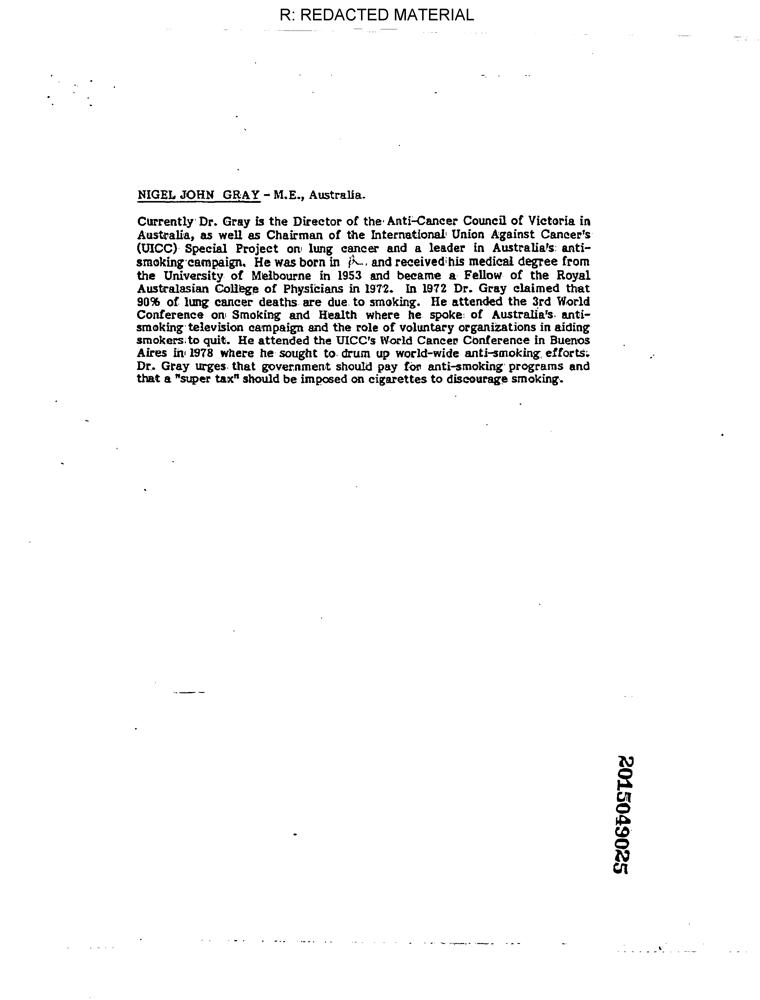 R: REDACTED MATERIAL
NIGEL JOHN GRAY - M.E., Australia.
Currently Dr. Gray is the Director of the Anti-Cancer Council of Victoria in
Australia, as well as Chairman of the International Union Against Cancer's
(UICC) Special Project on lung cancer and a leader in Australia's anti-
smoking campaign. He was born in and received his medical degree from
the University of Melbourne in 1953 and became a Fellow of the Royal
Australasian College of Physicians in 1972. In 1972 Dr. Gray claimed that
90% of lung cancer deaths are due to smoking. He attended the 3rd World
Conference on Smoking and Health where he spoke of Australia's anti-
smoking television campaign and the role of voluntary organizations in aiding
smokers to quit. He attended the UICC's World Cancer Conference in Buenos
Aires in 1978 where he sought to drum up world-wide anti-smoking efforts.
Dr. Gray urges that government should pay for anti-smoking programs and
that a "super tax" should be imposed on cigarettes to discourage smoking.
2015049025